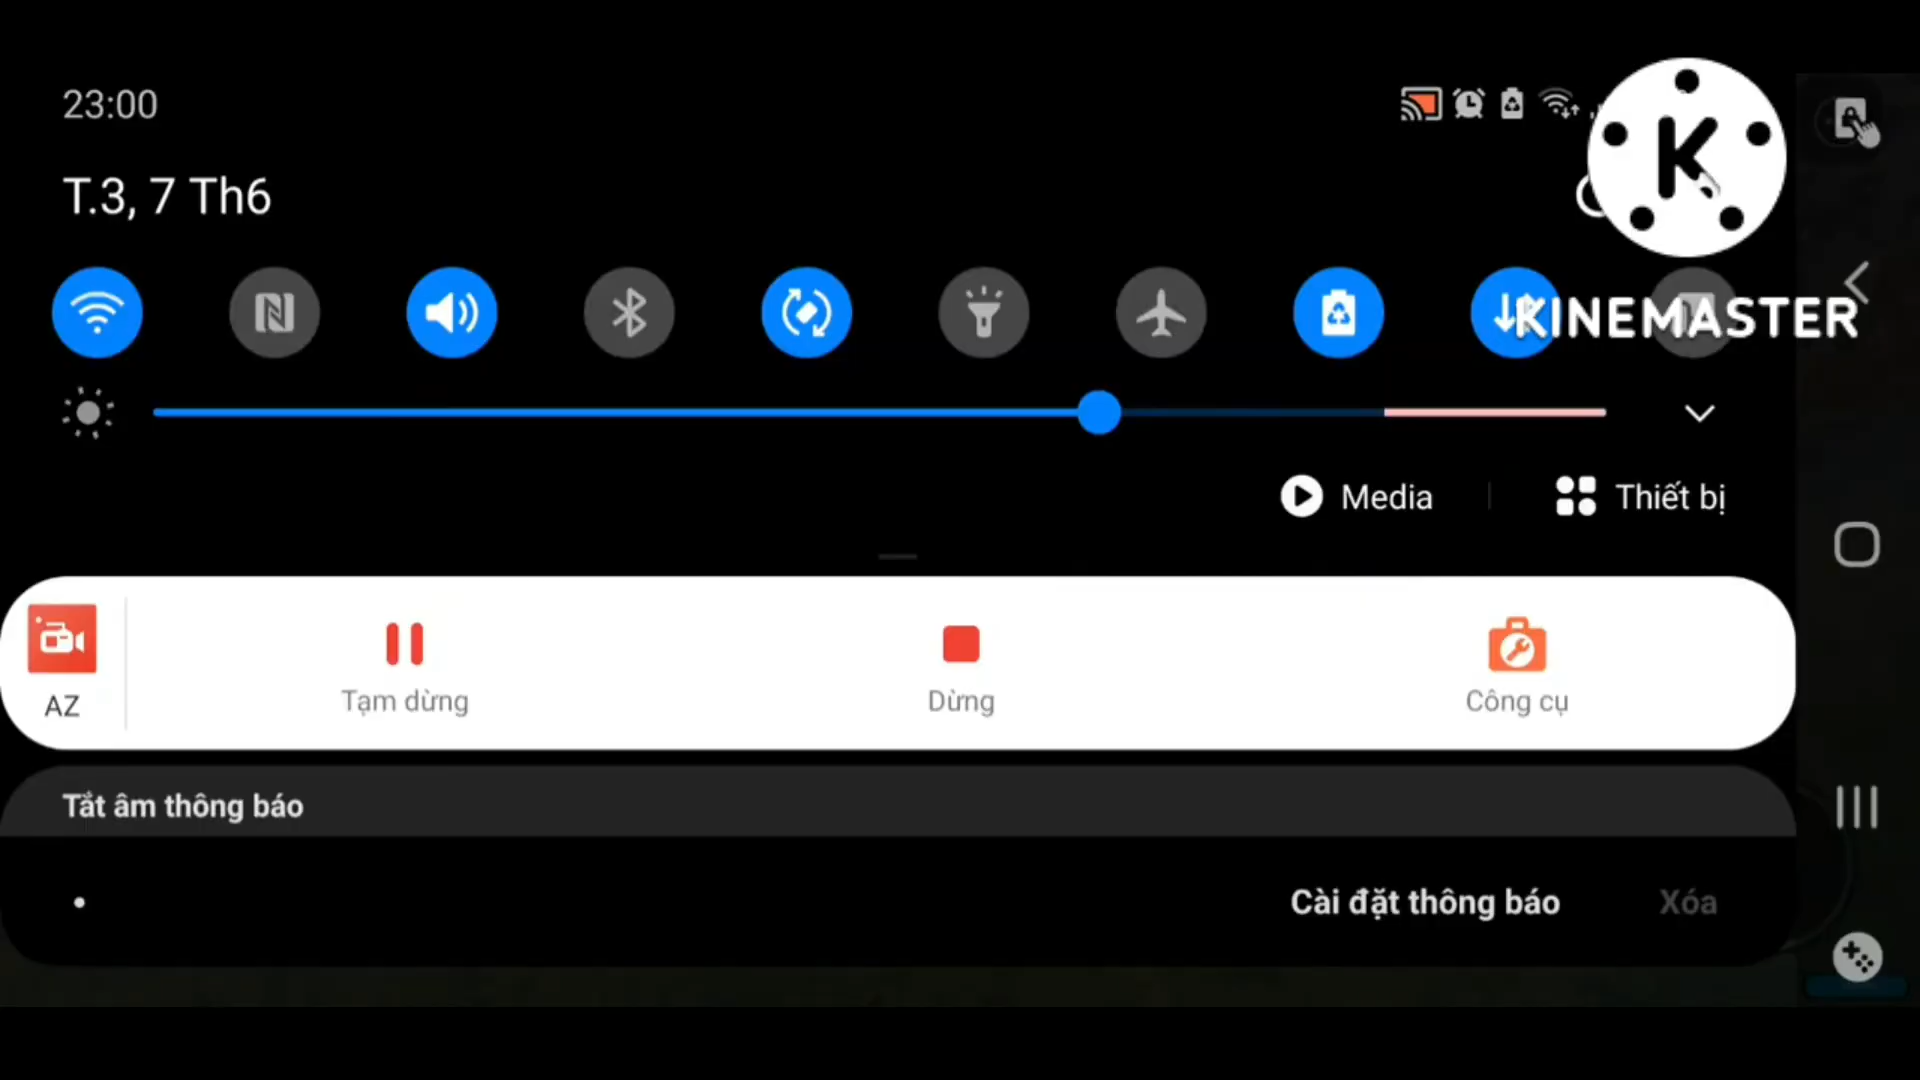 23:00
T.3, 7 Th6
K
KINEMASTER
Media
Thiết bị
AZ
Tạm dừng
Dừng
Công cụ
Tắt âm thông báo
Cài đặt thông báo
Xóa